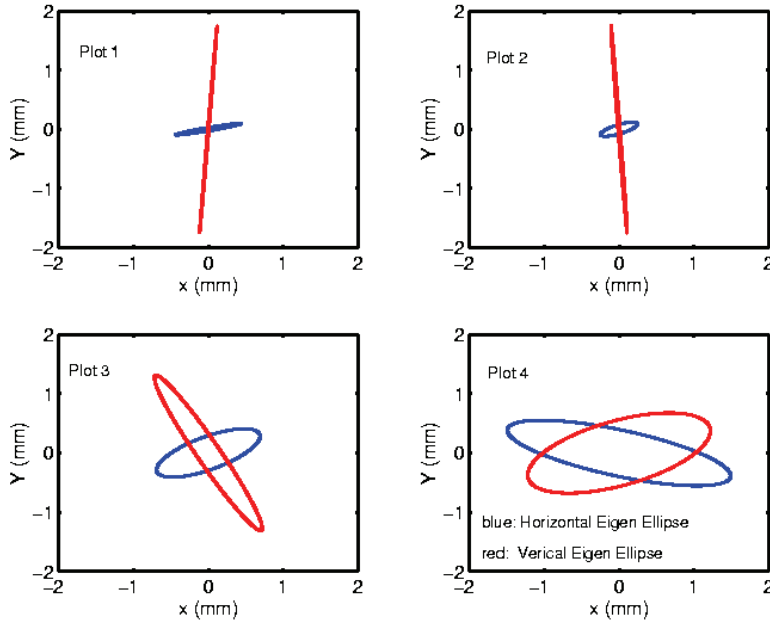 2
1
0
−1
−2
Y (mm)
Plot 1
−2 −1 0 1 2
x (mm)
2
1
0
−1
−2
Y (mm)
Plot 2
−2 −1 0 1 2
x (mm)
2
1
0
−1
−2
Y (mm)
Plot 3
−2 −1 0 1 2
x (mm)
2
1
0
−1
−2
Y (mm)
Plot 4
blue: Horizontal Eigen Ellipse
red: Verical Eigen Ellipse
−2 −1 0 1 2
x (mm)